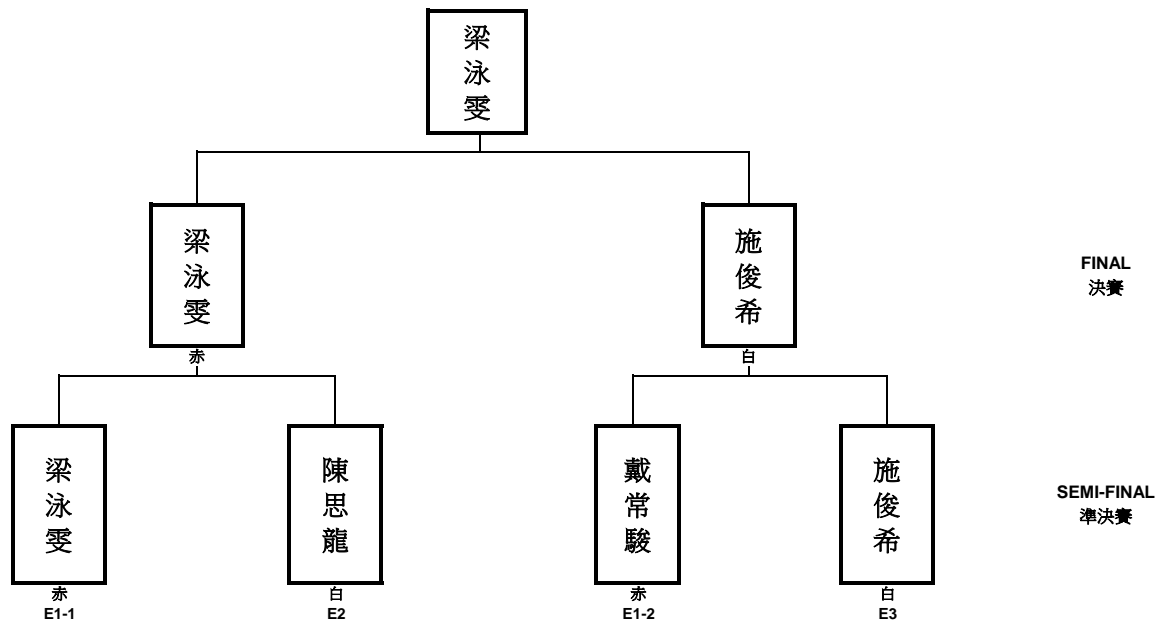 梁泳雯
梁泳雯
施俊希
FINAL
決賽
赤
白
梁泳雯
陳思龍
戴常駿
施俊希
SEMI-FINAL
準決賽
赤
白
赤
白
E1-1
E2
E1-2
E3